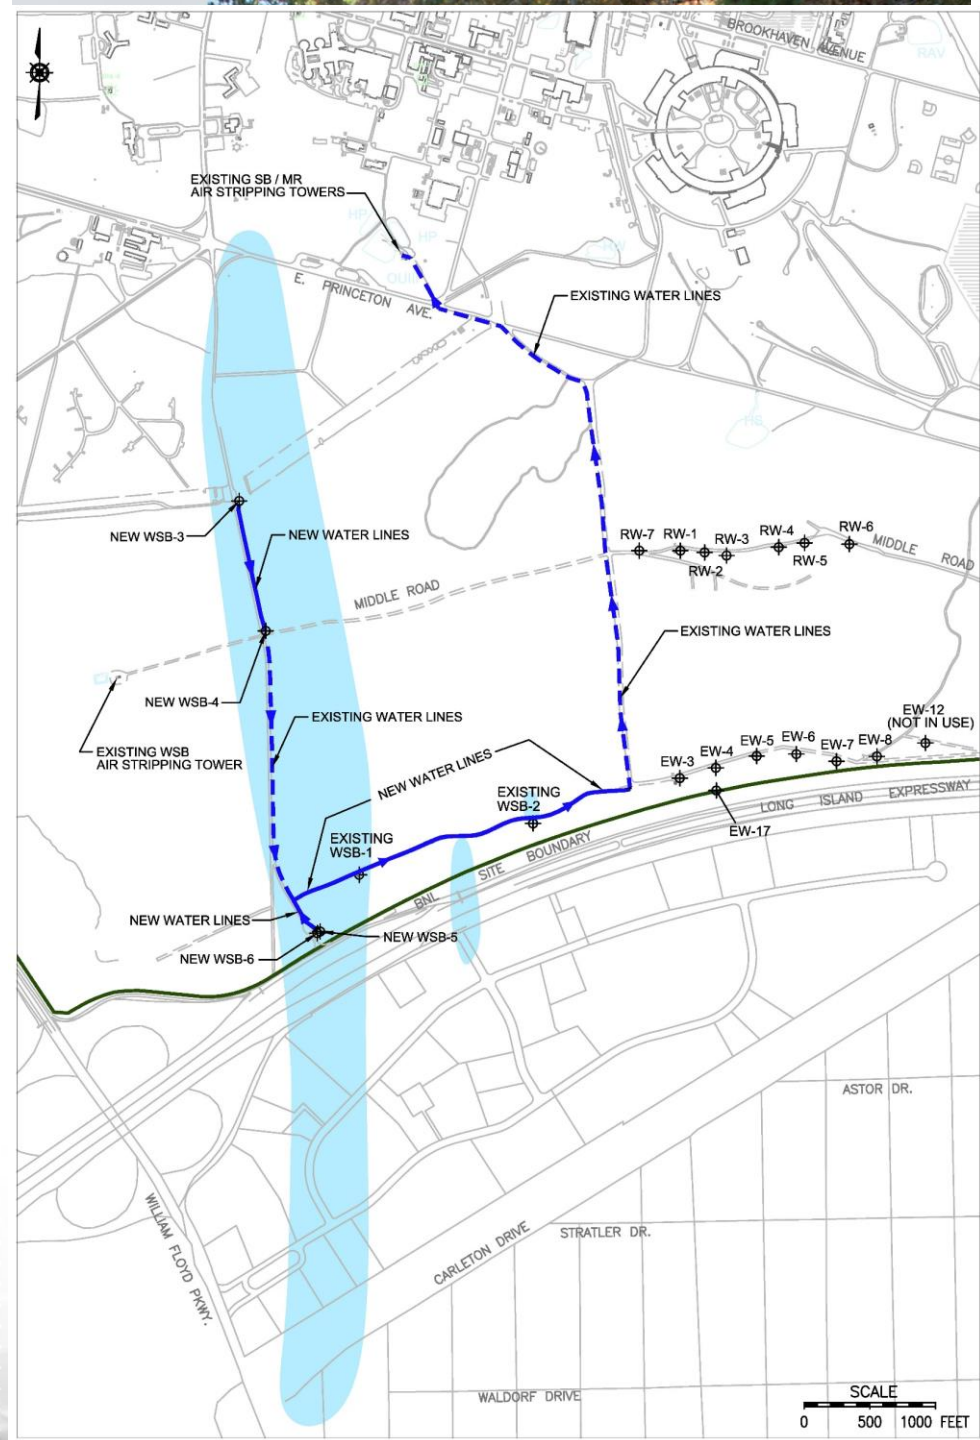 BROOKHAVEN AVENUE
RAV
EXISTING SB / MR
AIR STRIPPING TOWERS
HP
HP
RW
E. PRINCETON AVE.
EXISTING WATER LINES
HB
NEW WSB-3
NEW WATER LINES
RW-7
RW-1
RW-2
RW-3
RW-4
RW-5
RW-6
MIDDLE ROAD
MIDDLE ROAD
EXISTING WATER LINES
NEW WSB-4
EXISTING WATER LINES
EXISTING WSB
AIR STRIPPING TOWER
NEW WATER LINES
EW-12
(NOT IN USE)
EW-3
EW-4
EW-5
EW-6
EW-7
EW-8
EXISTING
WSB-2
EXISTING
WSB-1
EW-17
LONG ISLAND EXPRESSWAY
BNL SITE BOUNDARY
NEW WATER LINES
NEW WSB-5
NEW WSB-6
ASTOR DR.
WILLIAM FLOYD PKWY.
CARLETON DRIVE
STRATLER DR.
WALDORF DRIVE
SCALE
0 500 1000 FEET